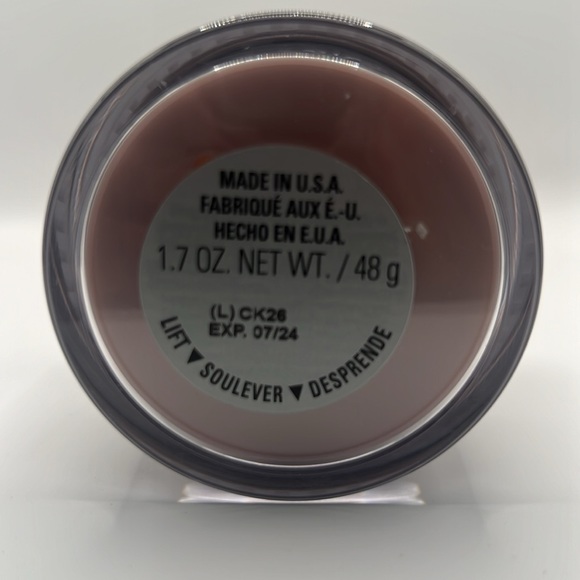 MADE IN U.S.A.
FABRIQUÉ AUX É.-U.
HECHO EN E.U.A.
1.7 OZ. NET WT. / 48 g
(L) CK26
EXP. 07/24
LIFT ▼ SOULEVER ▼ DESPRENDE